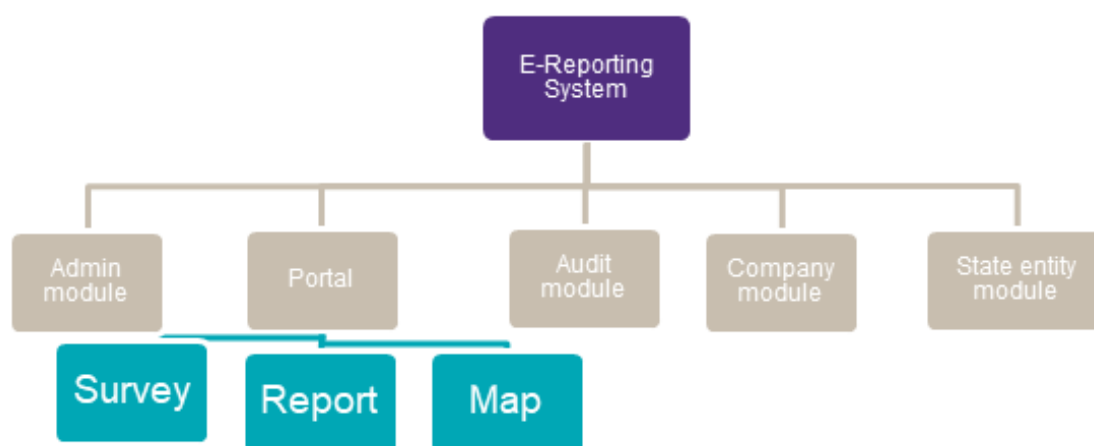 E-Reporting
System
Admin
module
Portal
Audit
module
Company
module
State entity
module
Survey
Report
Map